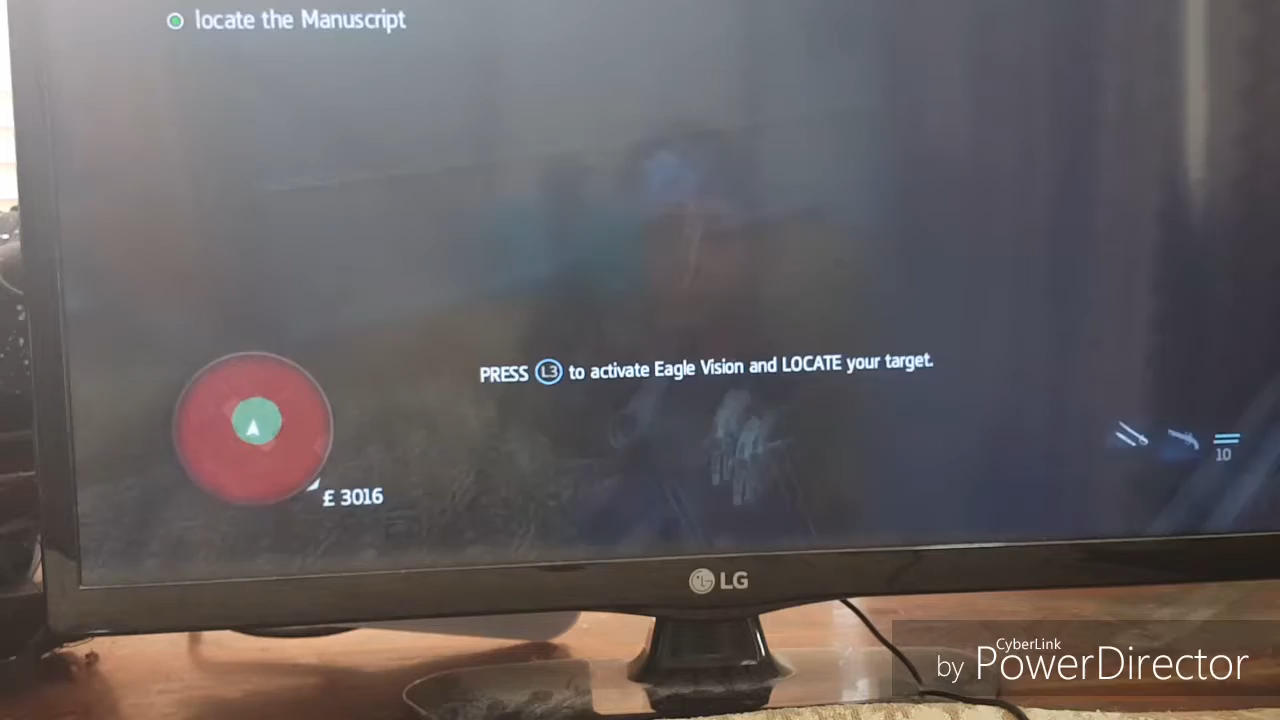 locate the Manuscript
PRESS L3 to activate Eagle Vision and LOCATE your target.
£ 3016
10
LG
CyberLink
by PowerDirector